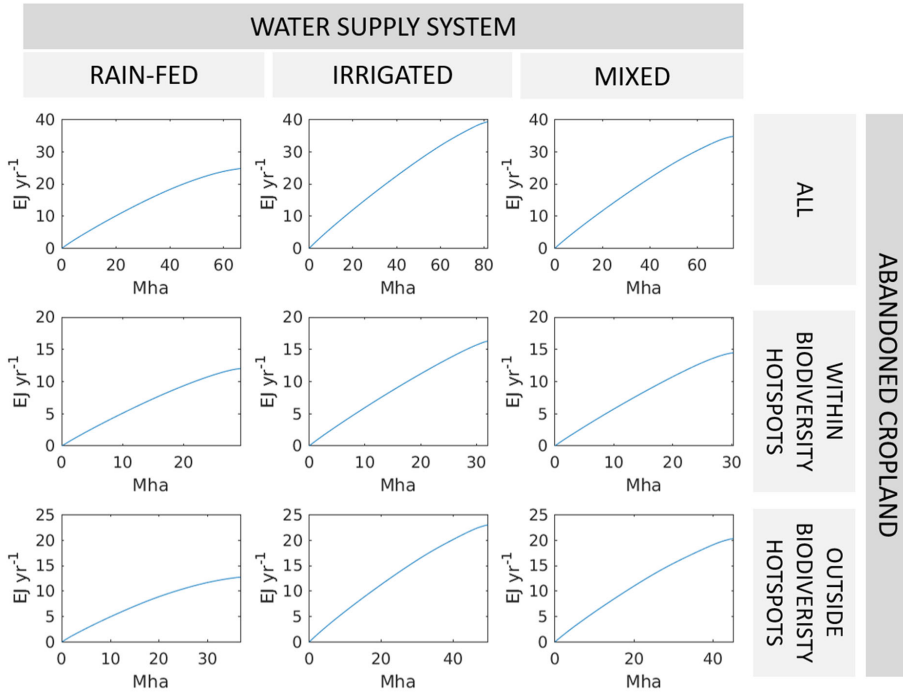 WATER SUPPLY SYSTEM
RAIN-FED IRRIGATED MIXED
40
30
20
10
0
EJ yr-1
0 20 40 60
Mha
40
30
20
10
0
EJ yr-1
0 20 40 60 80
Mha
40
30
20
10
0
EJ yr-1
0 20 40 60
Mha
ALL
20
15
10
5
0
EJ yr-1
0 10 20
Mha
20
15
10
5
0
EJ yr-1
0 10 20 30
Mha
20
15
10
5
0
EJ yr-1
0 10 20 30
Mha
WITHIN
BIODIVERSITY
HOTSPOTS
25
20
15
10
5
0
EJ yr-1
0 10 20 30
Mha
25
20
15
10
5
0
EJ yr-1
0 20 40
Mha
25
20
15
10
5
0
EJ yr-1
0 20 40
Mha
OUTSIDE
BIODIVERISTY
HOTSPOTS
ABANDONED CROPLAND